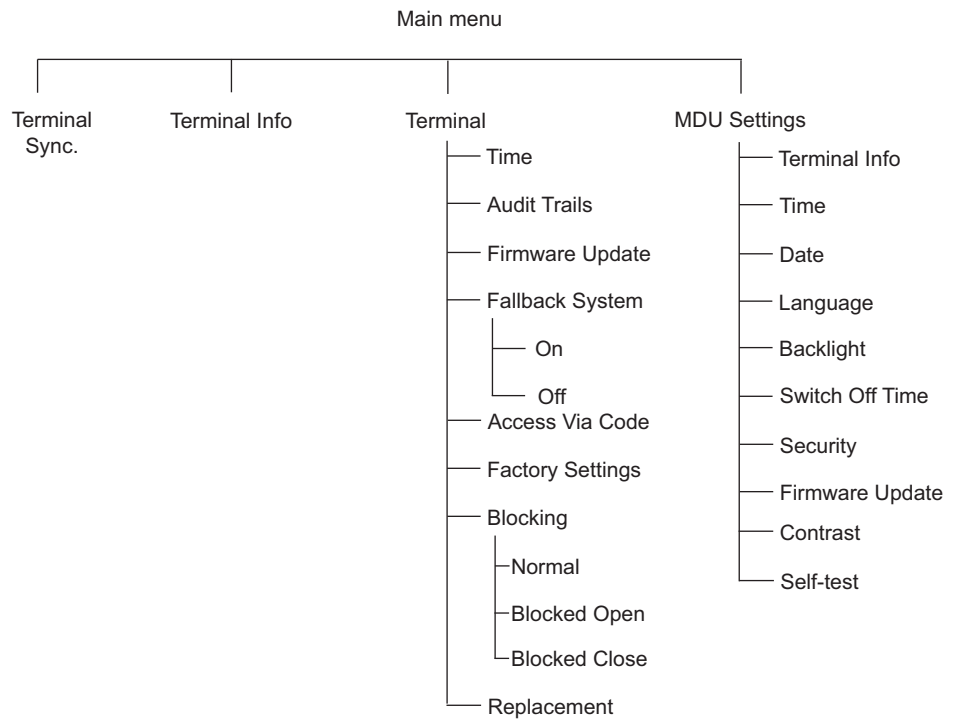 Main menu
Terminal
Sync.
Terminal Info
Terminal
Time
Audit Trails
Firmware Update
Fallback System
On
Off
Access Via Code
Factory Settings
Blocking
Normal
Blocked Open
Blocked Close
Replacement
MDU Settings
Terminal Info
Time
Date
Language
Backlight
Switch Off Time
Security
Firmware Update
Contrast
Self-test